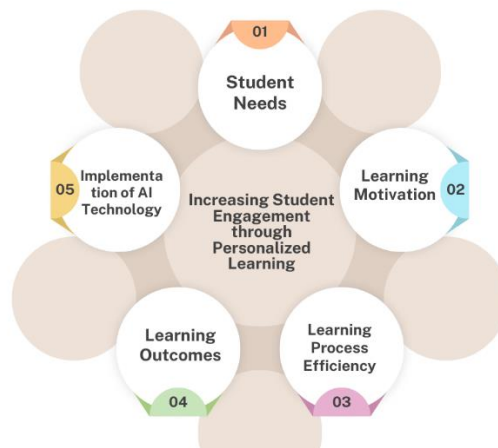 01
Student
Needs
Learning
Motivation
02
Learning
Process
Efficiency
03
Learning
Outcomes
04
Implementa
tion of AI
Technology
05
Increasing Student
Engagement
through
Personalized
Learning